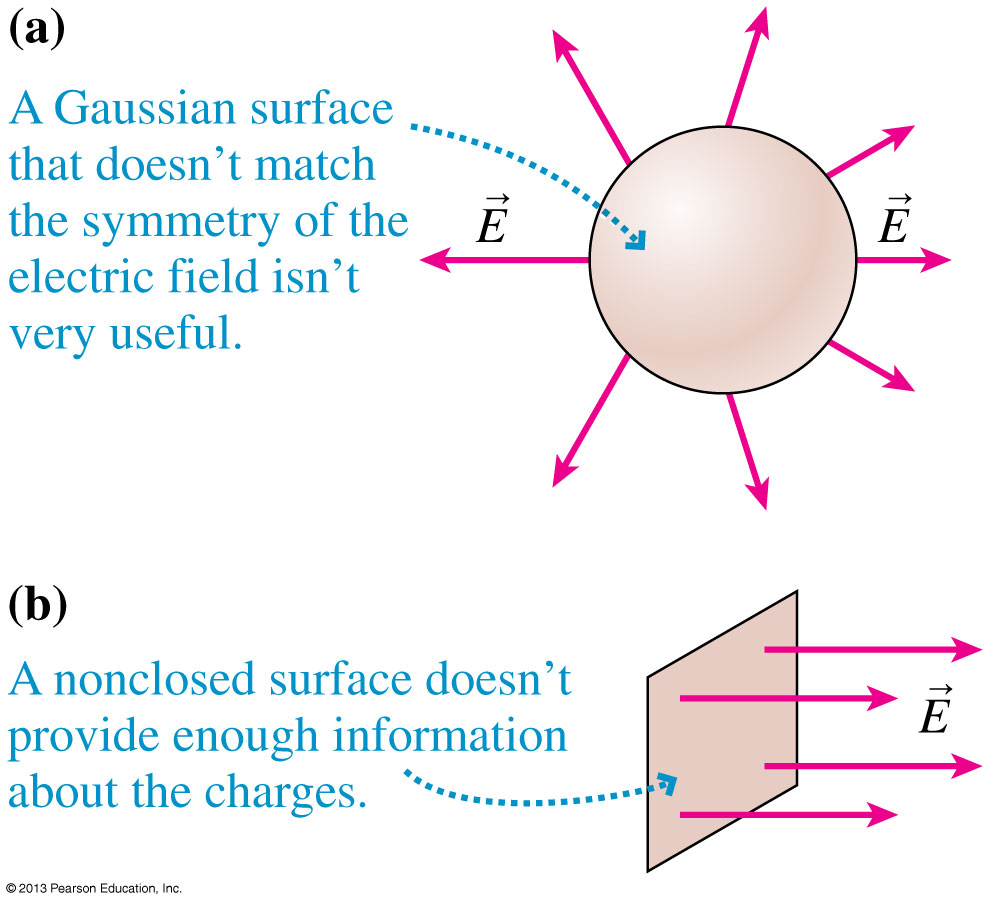 (a)
A Gaussian surface
that doesn’t match
the symmetry of the
electric field isn’t
very useful.
E⃗
E⃗
(b)
A nonclosed surface doesn’t
provide enough information
about the charges.
E⃗
© 2013 Pearson Education, Inc.